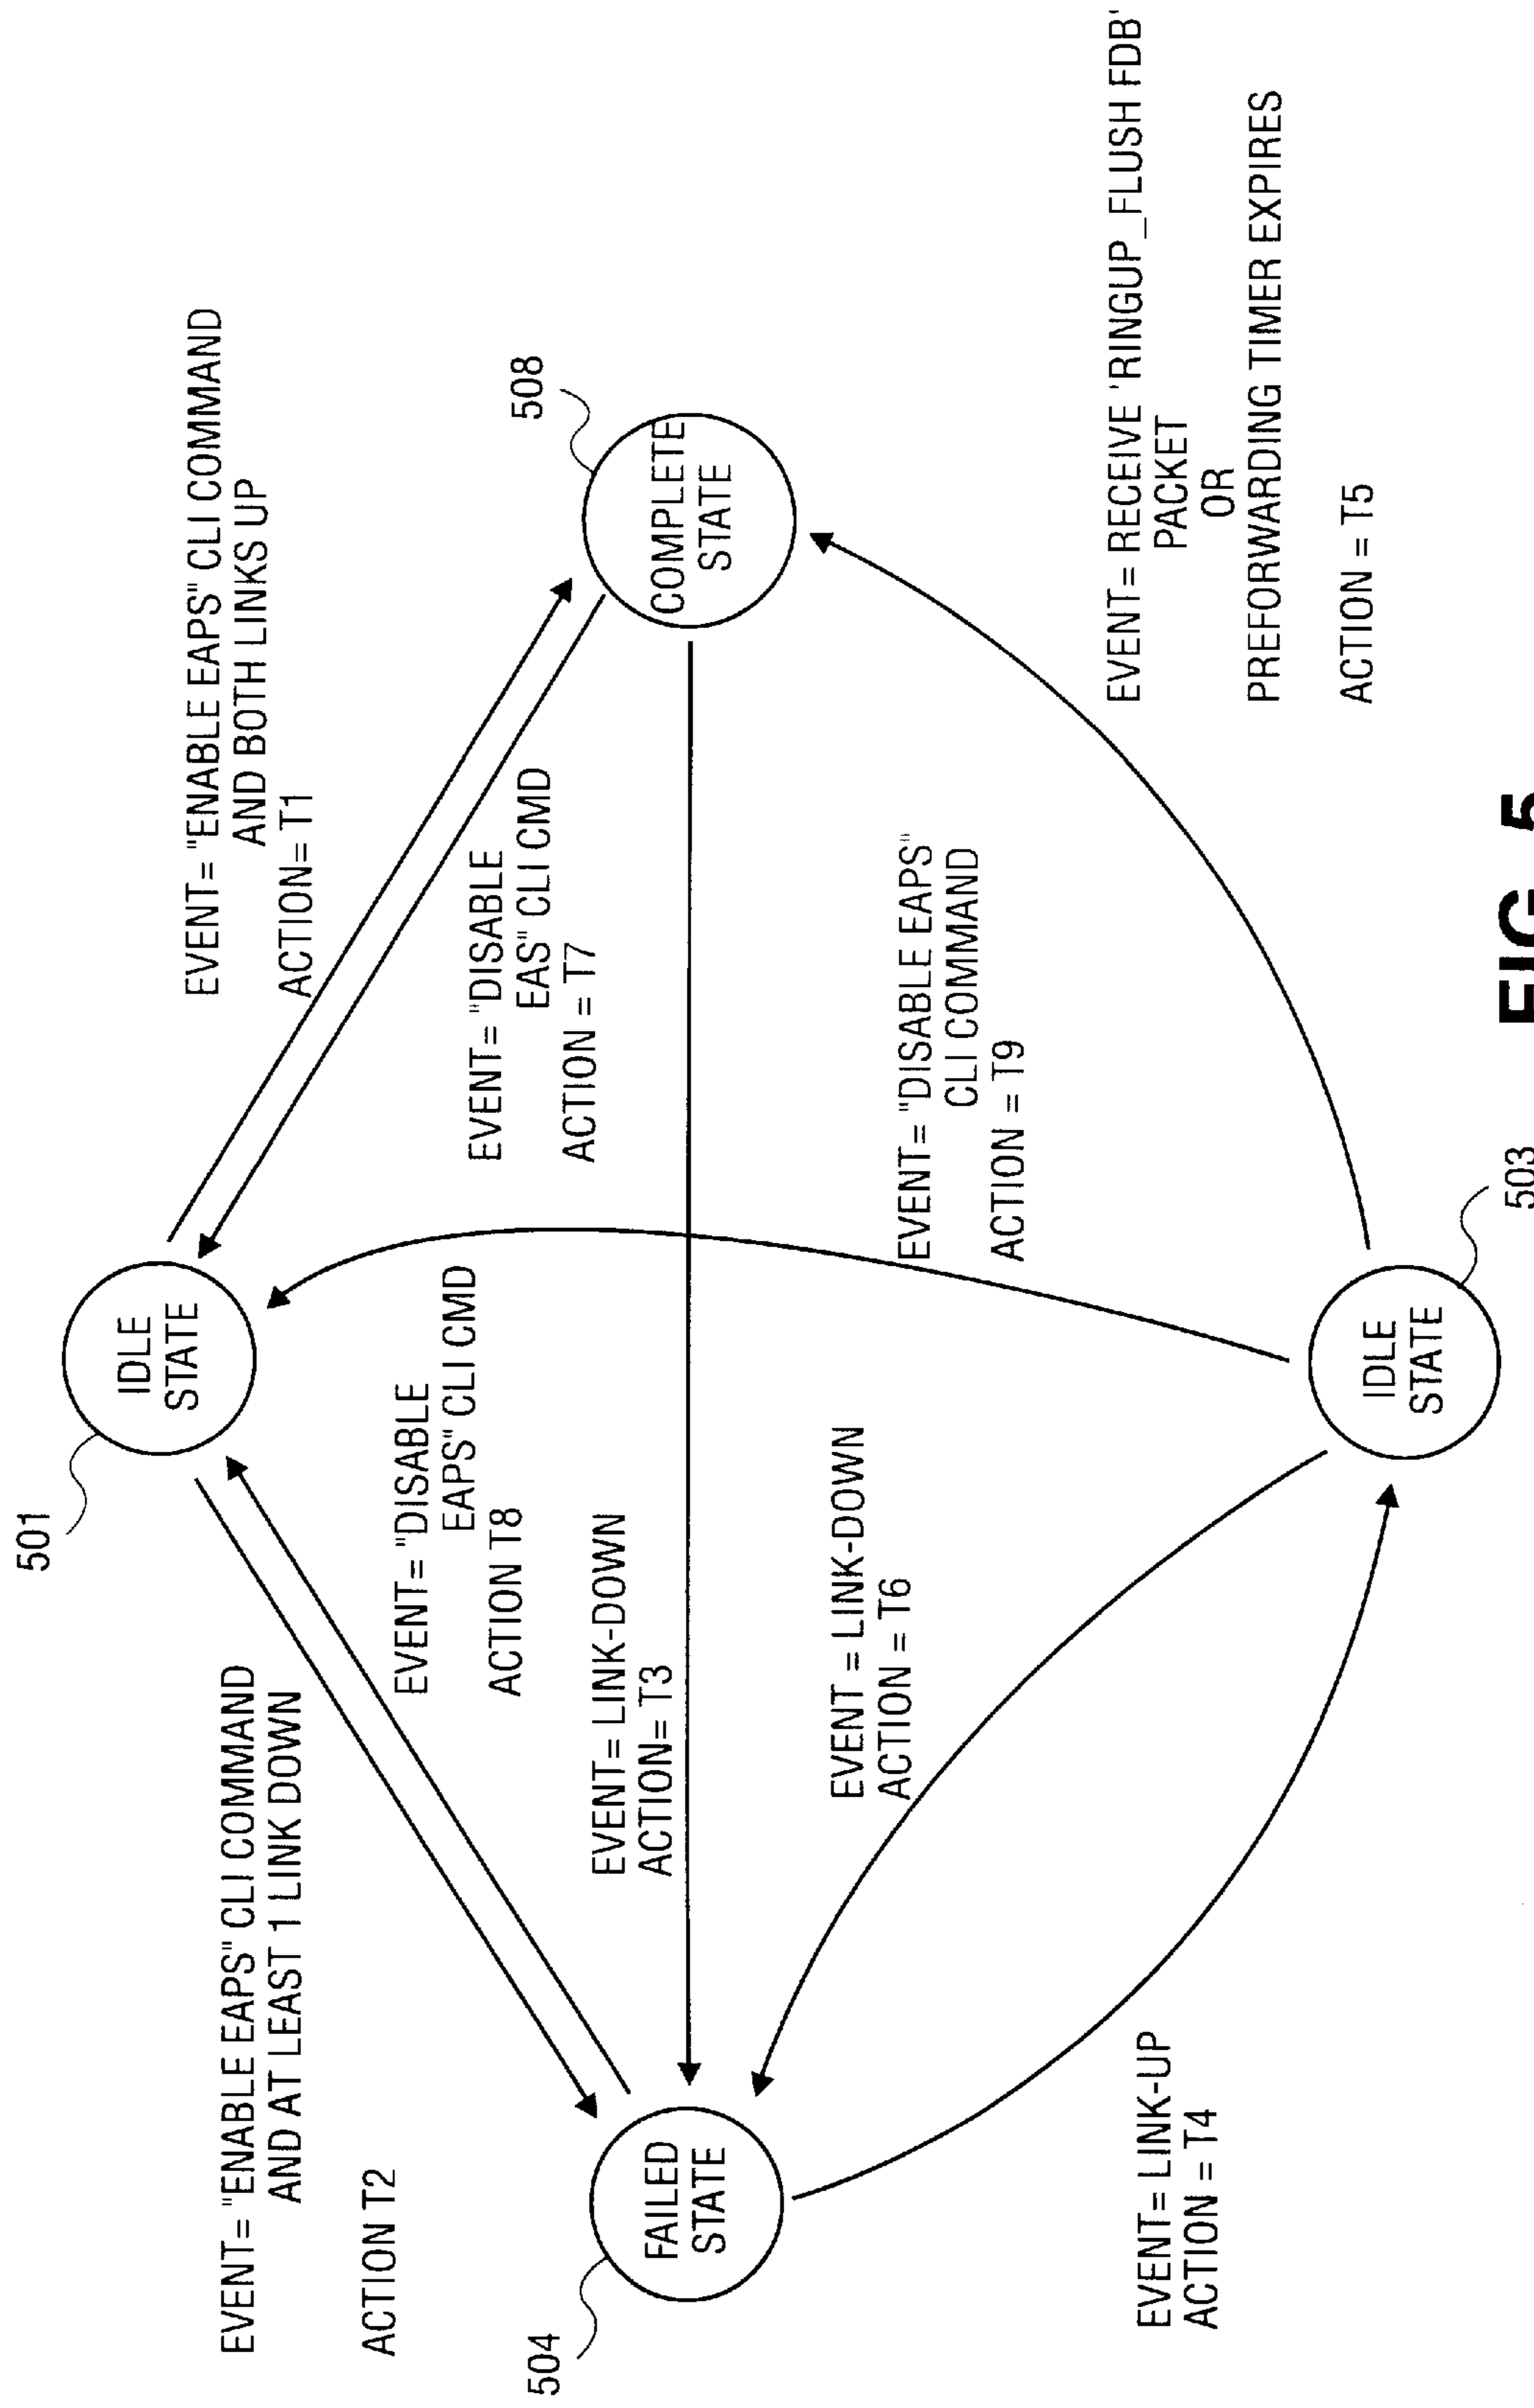 501
IDLE
STATE
EVENT= "ENABLE EAPS" CLI COMMAND
AND BOTH LINKS UP
ACTION= T1
EVENT= "ENABLE EAPS" CLI COMMAND
AND AT LEAST 1 LINK DOWN
ACTION T2
EVENT= "DISABLE
EAPS" CLI CMD
ACTION T8
EVENT= "DISABLE
EAS" CLI CMD
ACTION = T7
508
COMPLETE
STATE
504
FAILED
STATE
EVENT= LINK-DOWN
ACTION= T3
EVENT = LINK-DOWN
ACTION = T6
EVENT= "DISABLE EAPS"
CLI COMMAND
ACTION = T9
EVENT= RECEIVE 'RINGUP_FLUSH FDB'
PACKET
OR
PREFORWARDING TIMER EXPIRES
ACTION = T5
EVENT= LINK-UP
ACTION = T4
IDLE
STATE
503
FIG. 5